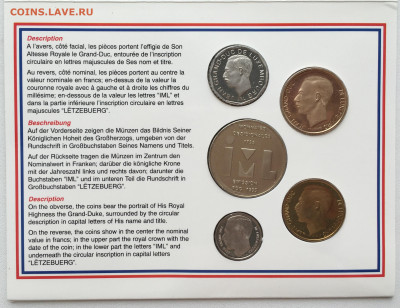 COINS.LAVE.RU
Description
A l'avers, côté facial, les pièces portent l'effigie de Son
Altesse Royale le Grand-Duc, entourée de l'inscription
circulaire en lettres majuscules de Ses nom et titre.
Au revers, côté nominal, les pièces portent au centre la
valeur nominale en francs; en-dessus de la valeur la
couronne royale avec à gauche et à droite les chiffres du
millésime; en-dessous de la valeur les lettres "IML" et
dans la partie inférieure l'inscription circulaire en lettres
majuscules "LËTZEBUERG".
Beschreibung
Auf der Vorderseite zeigen die Münzen das Bildnis Seiner
Königlichen Hoheit des Großherzogs, umgeben von der
Rundschrift in Großbuchstaben Seines Namens und Titels.
Auf der Rückseite tragen die Münzen im Zentrum den
Nominalwert in Franken; darüber die königliche Krone
mit der Jahreszahl links und rechts davon; darunter die
Buchstaben "IML" und im unteren Teil die Rundschrift in
Großbuchstaben "LËTZEBUERG".
Description
On the obverse, the coins bear the portrait of His Royal
Highness the Grand-Duke, surrounded by the circular
description in capital letters of His name and title.
On the reverse, the coins show in the center the nominal
value in francs; in the upper part the royal crown with the
date of the coin; in the lower part the letters "IML" and
underneath the circular inscription in capital letters
"LËTZEBUERG"
IML